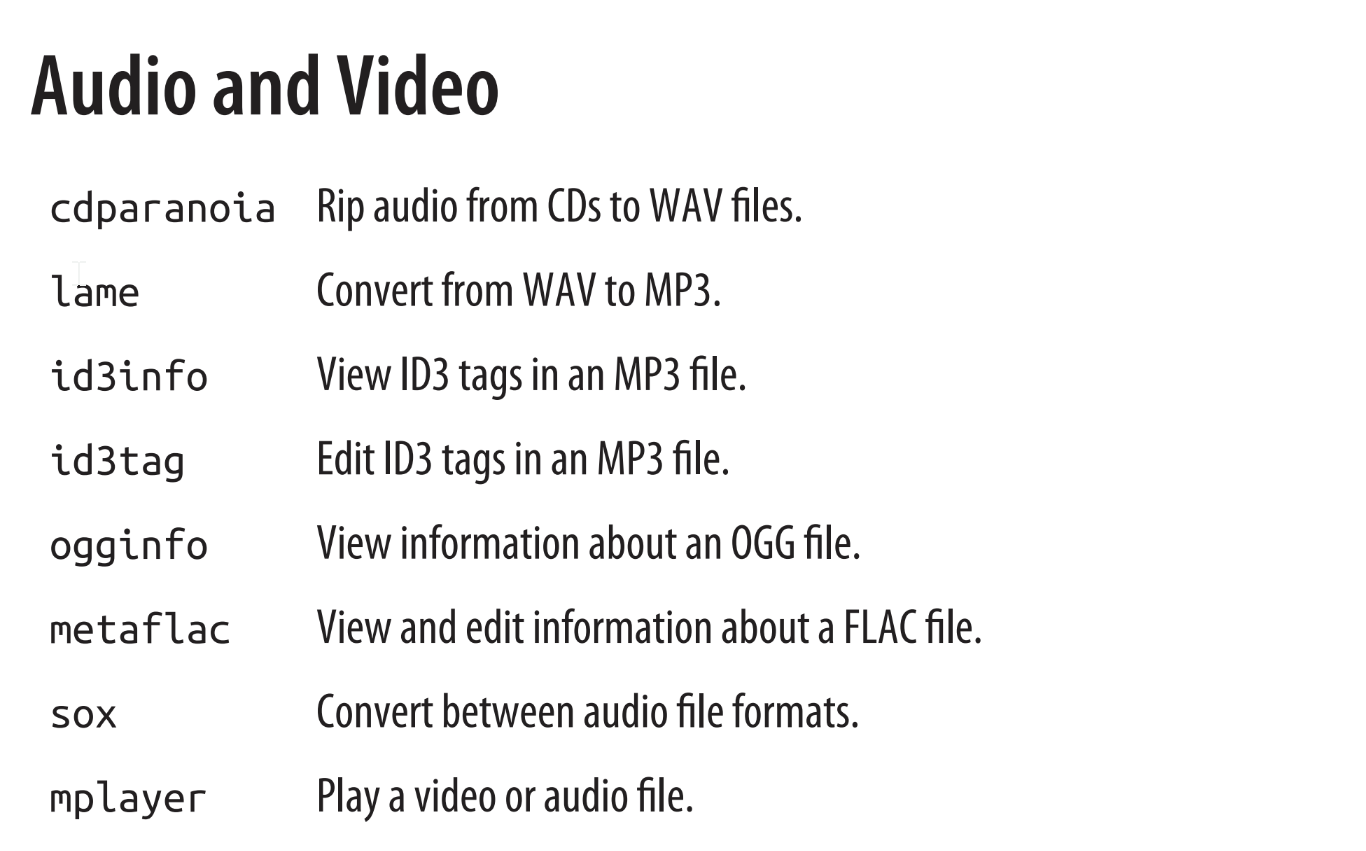 Audio and Video
cdparanoia Rip audio from CDs to WAV files.
lame Convert from WAV to MP3.
id3info View ID3 tags in an MP3 file.
id3tag Edit ID3 tags in an MP3 file.
ogginfo View information about an OGG file.
metaflac View and edit information about a FLAC file.
sox Convert between audio file formats.
mplayer Play a video or audio file.